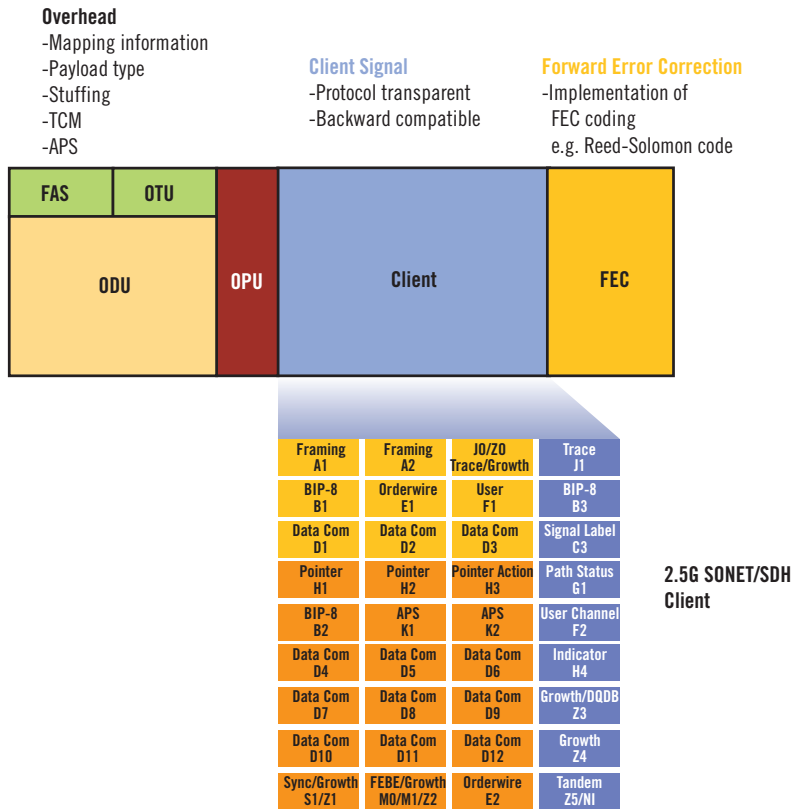 Overhead
-Mapping information
-Payload type
-Stuffing
-TCM
-APS
Client Signal
-Protocol transparent
-Backward compatible
Forward Error Correction
-Implementation of
FEC coding
e.g. Reed-Solomon code
FAS
OTU
ODU
OPU
Client
FEC
Framing
A1
Framing
A2
J0/Z0
Trace/Growth
Trace
J1
BIP-8
B1
Orderwire
E1
User
F1
BIP-8
B3
Data Com
D1
Data Com
D2
Data Com
D3
Signal Label
C3
Pointer
H1
Pointer
H2
Pointer Action
H3
Path Status
G1
BIP-8
B2
APS
K1
APS
K2
User Channel
F2
Data Com
D4
Data Com
D5
Data Com
D6
Indicator
H4
Data Com
D7
Data Com
D8
Data Com
D9
Growth/DQDB
Z3
Data Com
D10
Data Com
D11
Data Com
D12
Growth
Z4
Sync/Growth
S1/Z1
FEBE/Growth
M0/M1/Z2
Orderwire
E2
Tandem
Z5/NI
2.5G SONET/SDH
Client